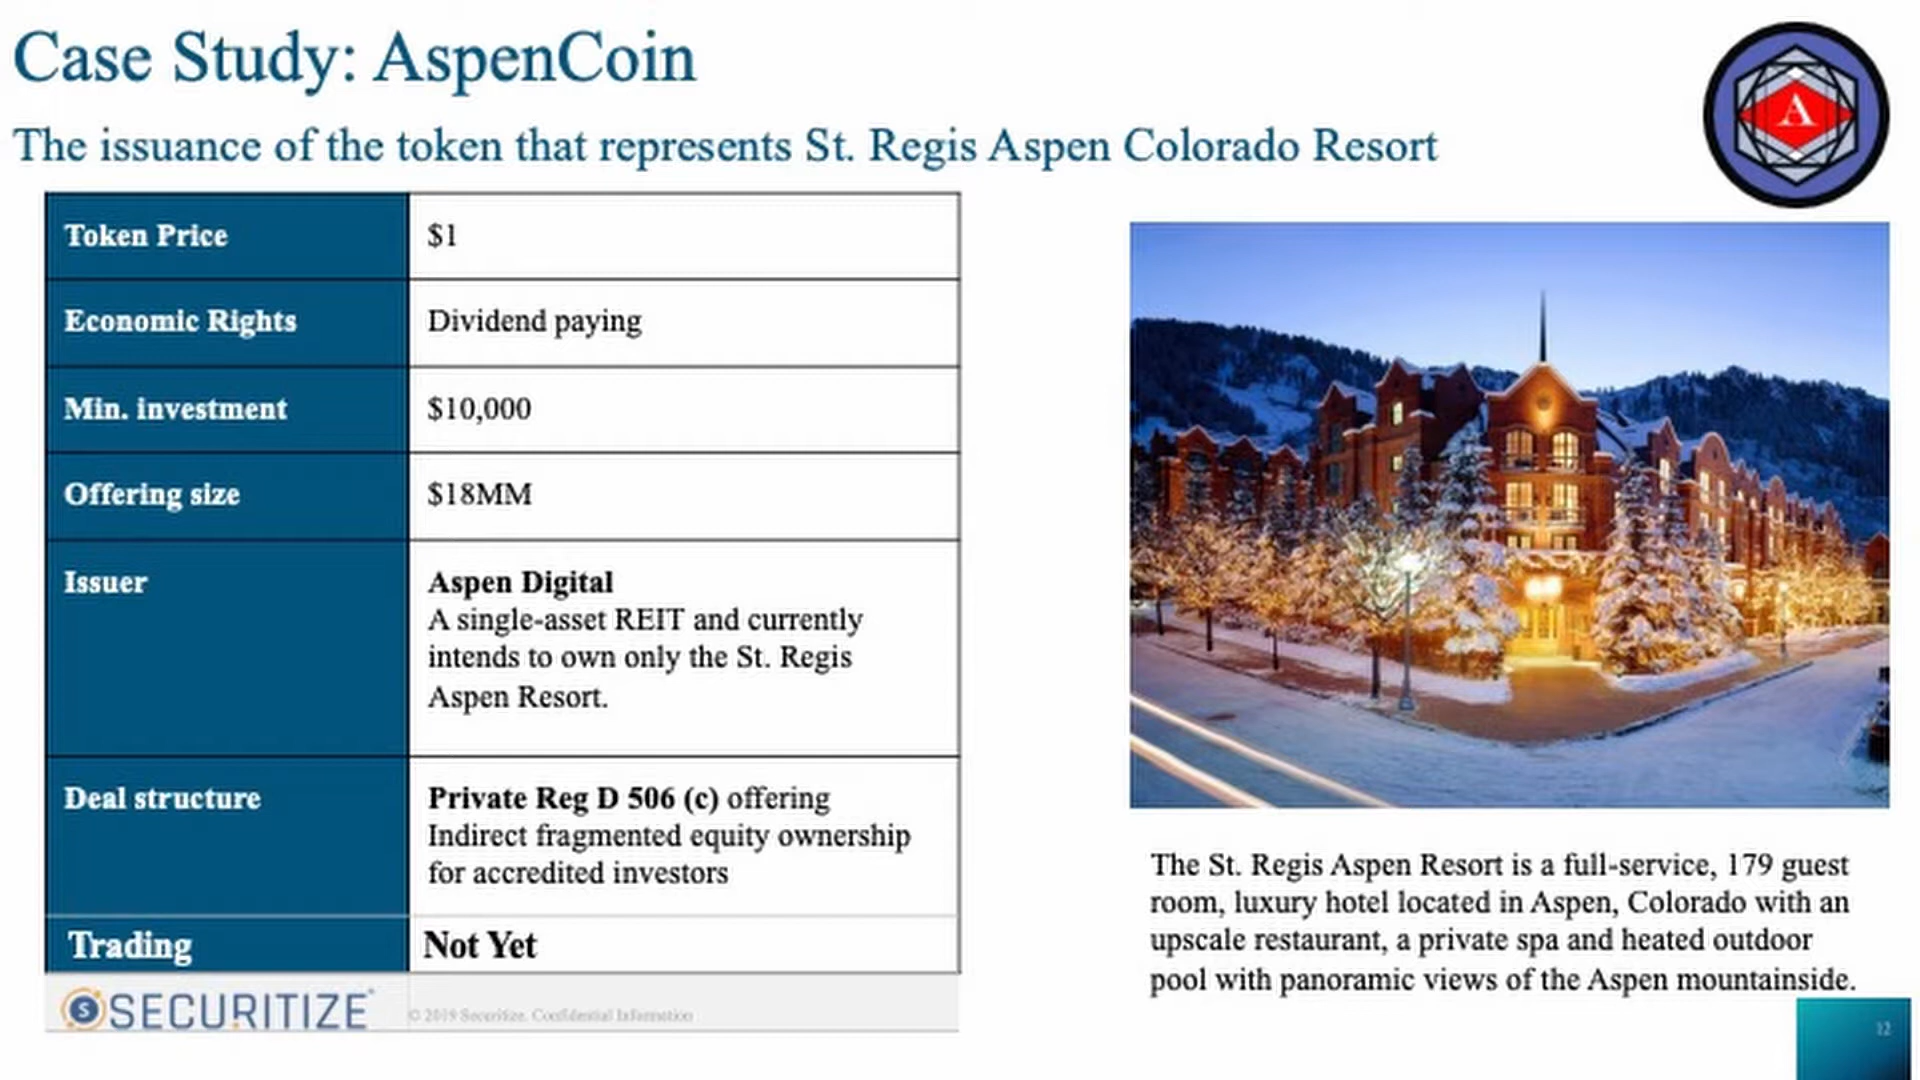 Case Study: AspenCoin
The issuance of the token that represents St. Regis Aspen Colorado Resort
A
Token Price
$1
Economic Rights
Dividend paying
Min. investment
$10,000
Offering size
$18MM
Issuer
Aspen Digital
A single-asset REIT and currently
intends to own only the St. Regis
Aspen Resort.
Deal structure
Private Reg D 506 (c) offering
Indirect fragmented equity ownership
for accredited investors
Trading
Not Yet
S SECURITIZE
© 2019 Securitize. Confidential Information
The St. Regis Aspen Resort is a full-service, 179 guest
room, luxury hotel located in Aspen, Colorado with an
upscale restaurant, a private spa and heated outdoor
pool with panoramic views of the Aspen mountainside.
12